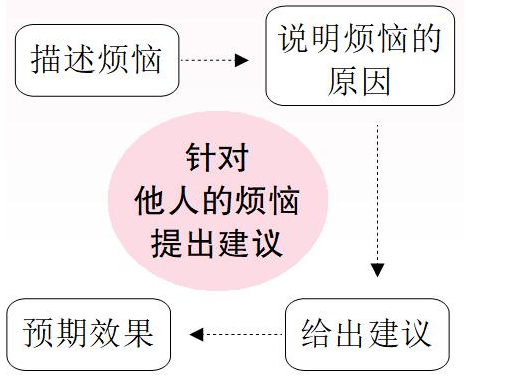 描述烦恼
说明烦恼的
原因
针对
他人的烦恼
提出建议
预期效果
给出建议